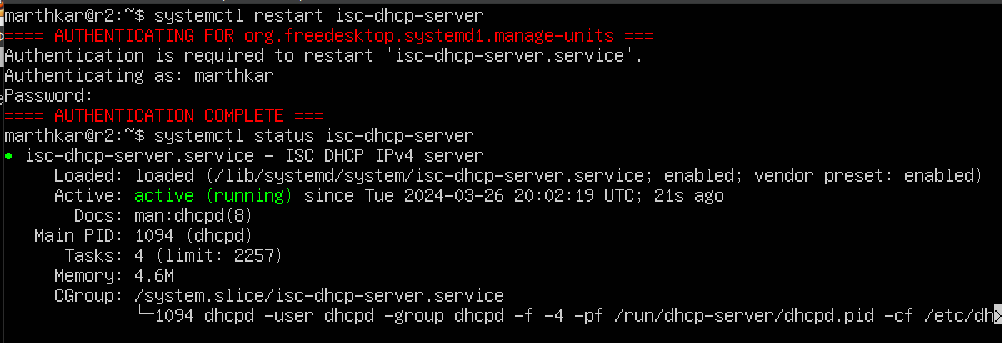 marthkar@r2:~$ systemctl restart isc-dhcp-server
==== AUTHENTICATING FOR org.freedesktop.systemd1.manage-units ===
Authentication is required to restart 'isc-dhcp-server.service'.
Authenticating as: marthkar
Password:
==== AUTHENTICATION COMPLETE ===
marthkar@r2:~$ systemctl status isc-dhcp-server
● isc-dhcp-server.service - ISC DHCP IPv4 server
Loaded: loaded (/lib/systemd/system/isc-dhcp-server.service; enabled; vendor preset: enabled)
Active: active (running) since Tue 2024-03-26 20:02:19 UTC; 21s ago
Docs: man:dhcpd(8)
Main PID: 1094 (dhcpd)
Tasks: 4 (limit: 2257)
Memory: 4.6M
CGroup: /system.slice/isc-dhcp-server.service
└─1094 dhcpd -user dhcpd -group dhcpd -f -4 -pf /run/dhcp-server/dhcpd.pid -cf /etc/dh>